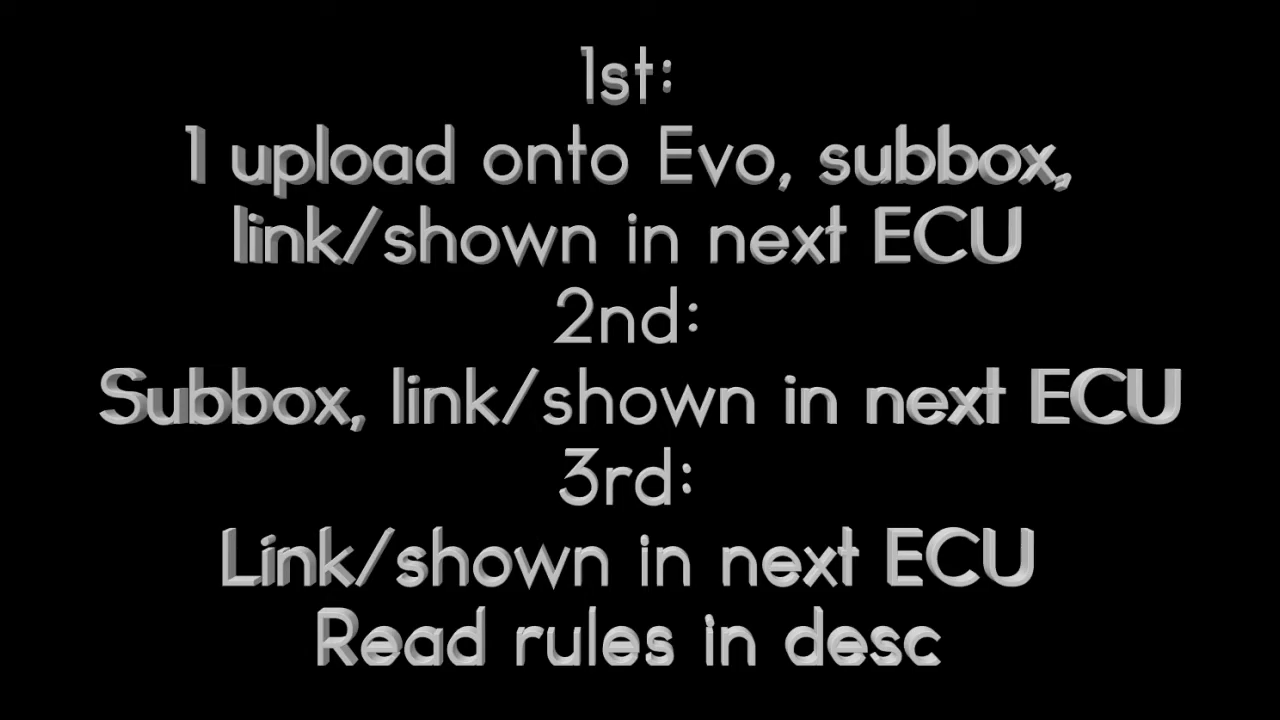 1st:
1 upload onto Evo, subbox,
link/shown in next ECU
2nd:
Subbox, link/shown in next ECU
3rd:
Link/shown in next ECU
Read rules in desc